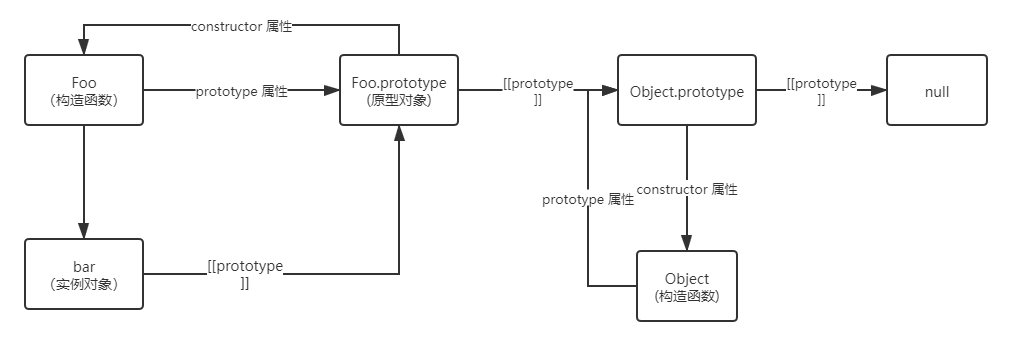 constructor 属性
Foo
（构造函数）
prototype 属性
Foo.prototype
(原型对象）
[[prototype
]]
Object.prototype
[[prototype
]]
null
prototype 属性
constructor 属性
bar
（实例对象）
[[prototype
]]
Object
(构造函数）